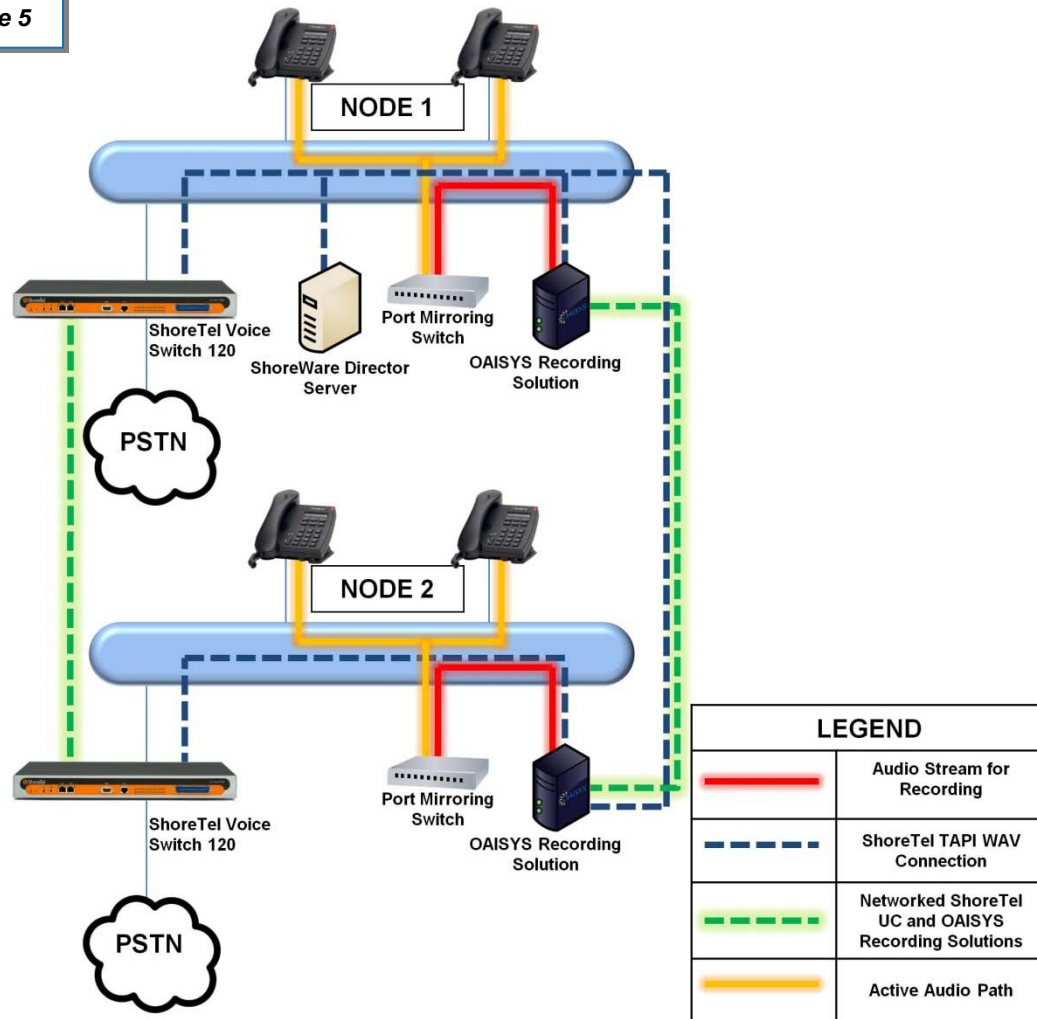 e 5
NODE 1
ShoreTel Voice
Switch 120
ShoreWare Director
Server
Port Mirroring
Switch
OAISYS Recording
Solution
PSTN
NODE 2
ShoreTel Voice
Switch 120
Port Mirroring
Switch
OAISYS Recording
Solution
PSTN
LEGEND
Audio Stream for
Recording
ShoreTel TAPI WAV
Connection
Networked ShoreTel
UC and OAISYS
Recording Solutions
Active Audio Path